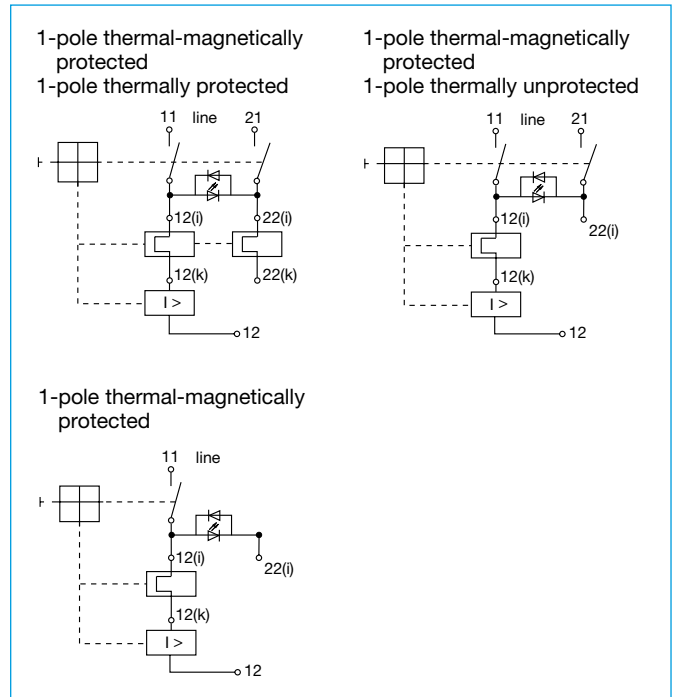 1-pole thermal-magnetically
protected
1-pole thermally protected
11 line 21
12(i) 22(i)
12(k) 22(k)
I >
12
1-pole thermal-magnetically
protected
1-pole thermally unprotected
11 line 21
12(i)
22(i)
12(k)
I >
12
1-pole thermal-magnetically
protected
11 line
12(i)
22(i)
12(k)
I >
12